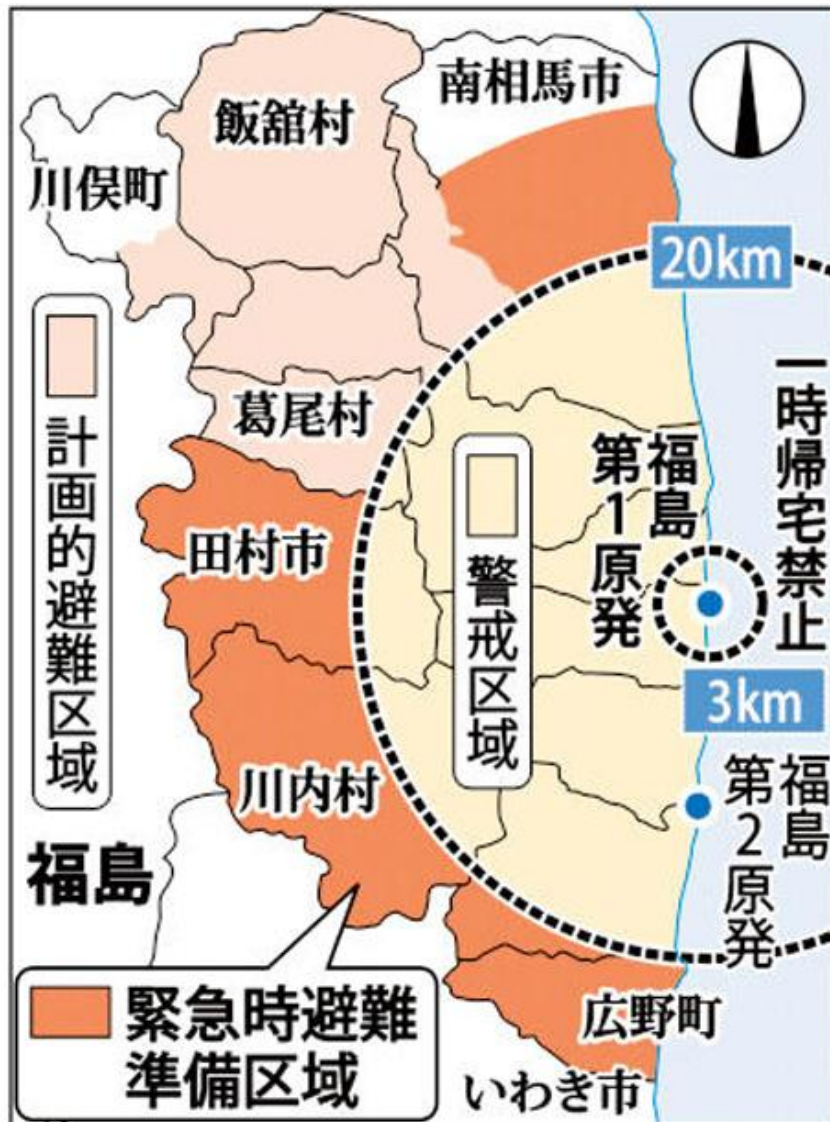 南相馬市
飯舘村
川俣町
20km
計画的避難区域
葛尾村
一時帰宅禁止
福島
第1原発
警戒区域
田村市
3km
川内村
福島
第2原発
福島
緊急時避難
準備区域
広野町
いわき市